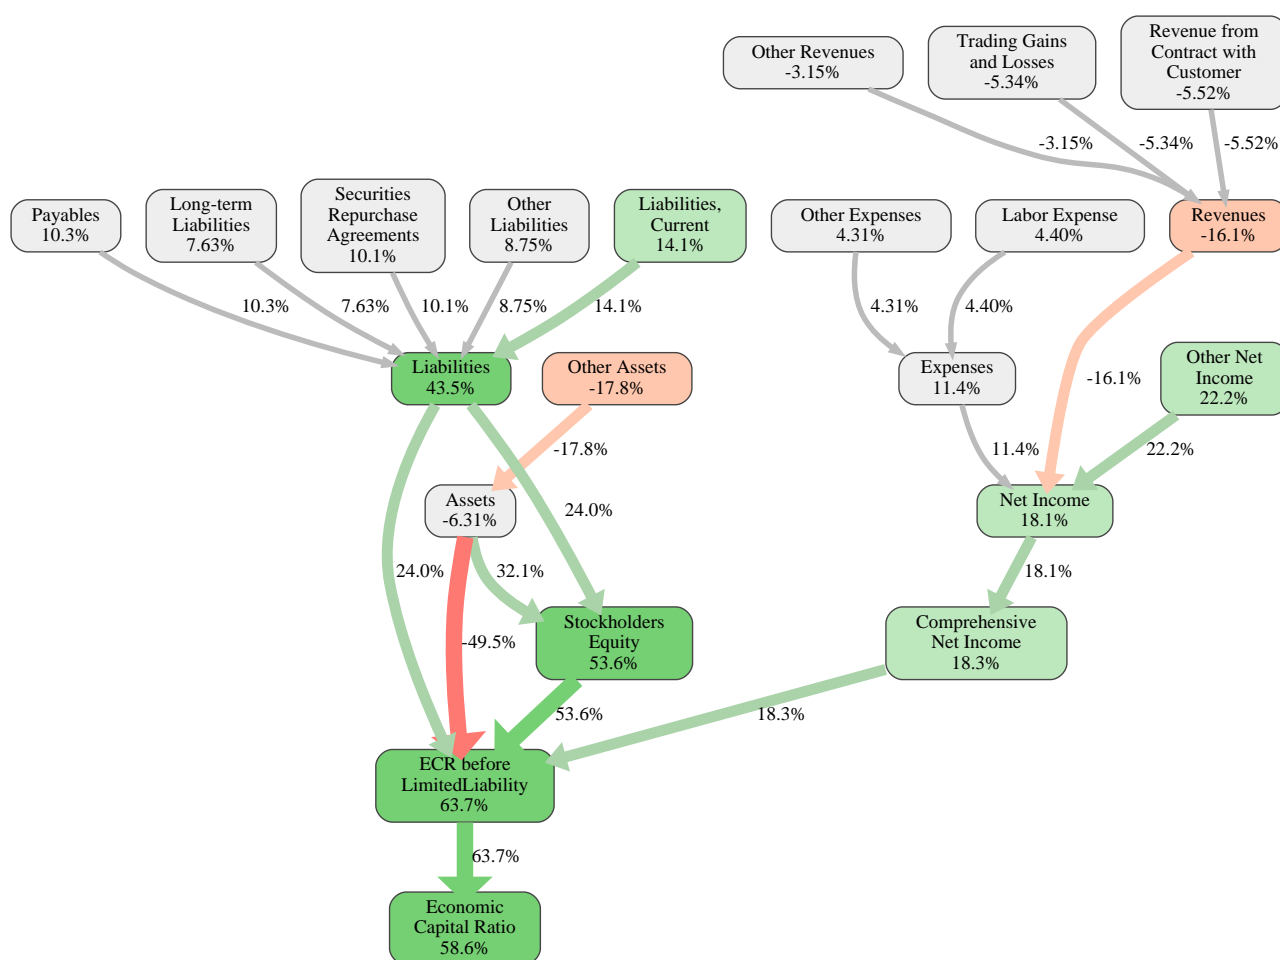 Other Revenues
-3.15%
Trading Gains
and Losses
-5.34%
Revenue from
Contract with
Customer
-5.52%
-3.15%
-5.34%
-5.52%
Payables
10.3%
Long-term
Liabilities
7.63%
Securities
Repurchase
Agreements
10.1%
Other
Liabilities
8.75%
Liabilities,
Current
14.1%
Other Expenses
4.31%
Labor Expense
4.40%
Revenues
-16.1%
10.3%
7.63%
10.1%
8.75%
14.1%
4.31%
4.40%
Liabilities
43.5%
Other Assets
-17.8%
Expenses
11.4%
-16.1%
Other Net
Income
22.2%
-17.8%
11.4%
22.2%
Assets
-6.31%
24.0%
Net Income
18.1%
24.0%
32.1%
18.1%
-49.5%
Stockholders
Equity
53.6%
Comprehensive
Net Income
18.3%
53.6%
18.3%
ECR before
LimitedLiability
63.7%
63.7%
Economic
Capital Ratio
58.6%